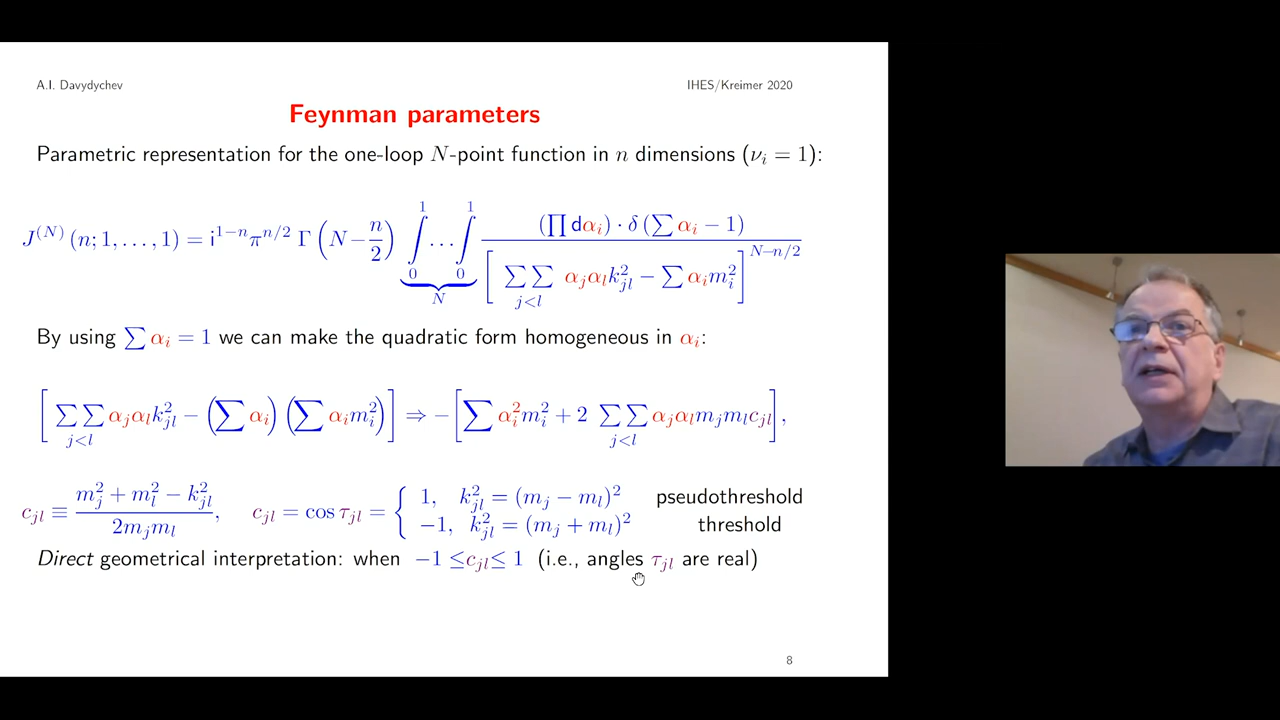 A.I. Davydychev IHES/Kreimer 2020
Feynman parameters
Parametric representation for the one-loop N-point function in n dimensions (νᵢ = 1):
J⁽ᴺ⁾ (n; 1, . . . , 1) = i¹⁻ⁿ πⁿᐟ² Γ (N − n/2) ∫₀¹ . . . ∫₀¹ (∏ dαᵢ) · δ (∑ αᵢ − 1) / [ ∑∑_{j<l} αⱼαₗk²ⱼₗ − ∑ αᵢm²ᵢ ]^{N−n/2}
N
By using ∑ αᵢ = 1 we can make the quadratic form homogeneous in αᵢ:
[ ∑∑_{j<l} αⱼαₗk²ⱼₗ − (∑ αᵢ) (∑ αᵢm²ᵢ) ] ⇒ − [ ∑ α²ᵢm²ᵢ + 2 ∑∑_{j<l} αⱼαₗmⱼmₗcⱼₗ ],
cⱼₗ ≡ (m²ⱼ + m²ₗ − k²ⱼₗ) / (2mⱼmₗ), cⱼₗ = cos τⱼₗ = { 1, k²ⱼₗ = (mⱼ − mₗ)² pseudothreshold
−1, k²ⱼₗ = (mⱼ + mₗ)² threshold
Direct geometrical interpretation: when −1 ≤ cⱼₗ ≤ 1 (i.e., angles τⱼₗ are real)
8